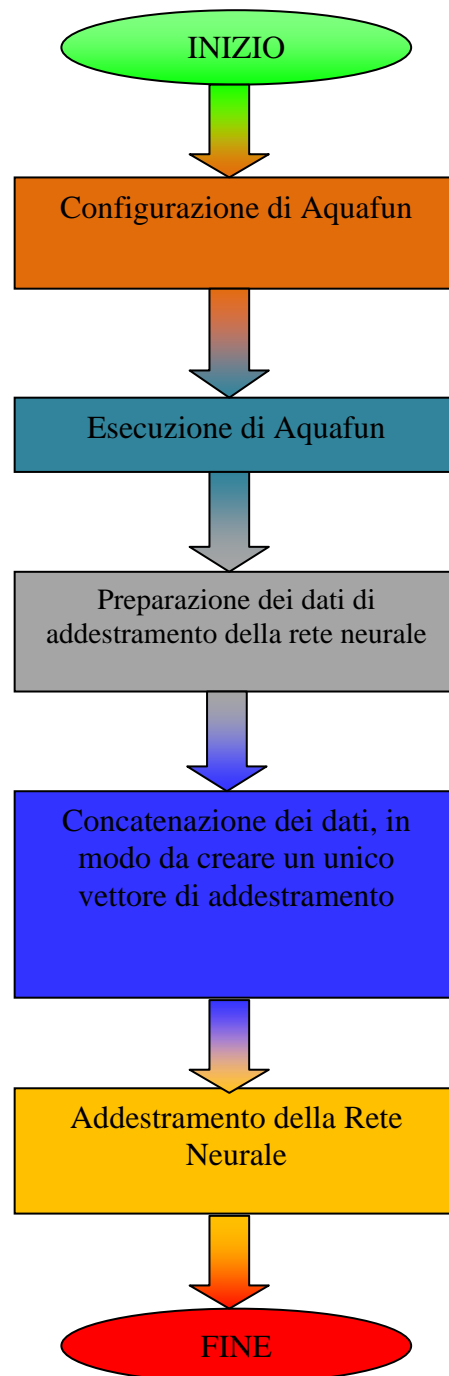 INIZIO
Configurazione di Aquafun
Esecuzione di Aquafun
Preparazione dei dati di
addestramento della rete neurale
Concatenazione dei dati, in
modo da creare un unico
vettore di addestramento
Addestramento della Rete
Neurale
FINE